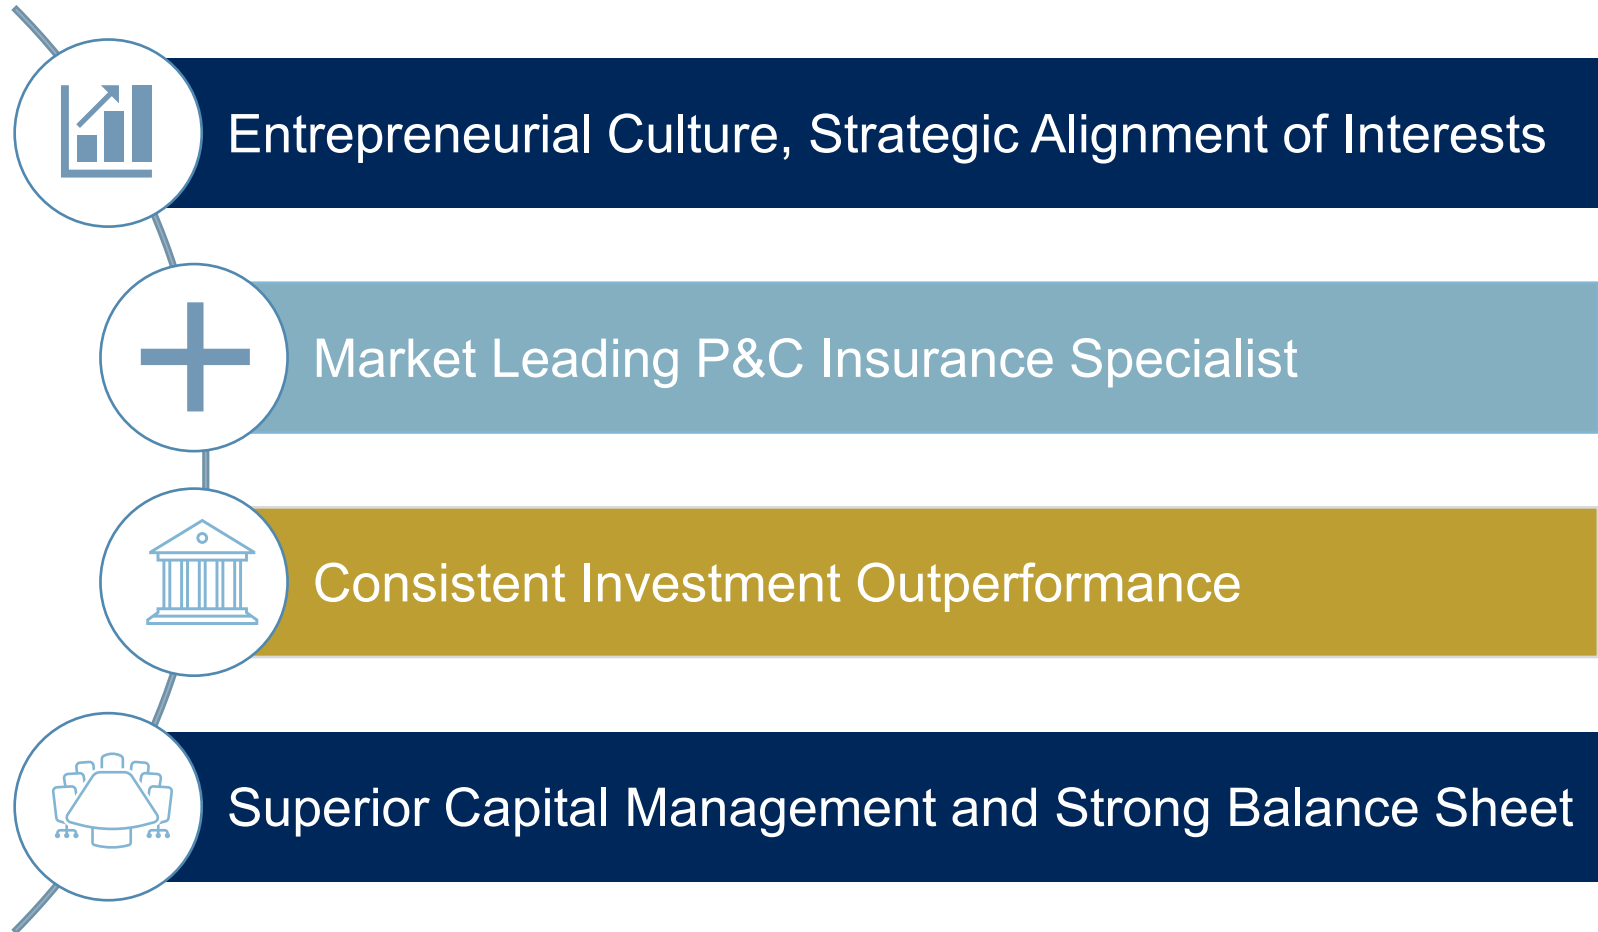 Entrepreneurial Culture, Strategic Alignment of Interests
Market Leading P&C Insurance Specialist
Consistent Investment Outperformance
Superior Capital Management and Strong Balance Sheet